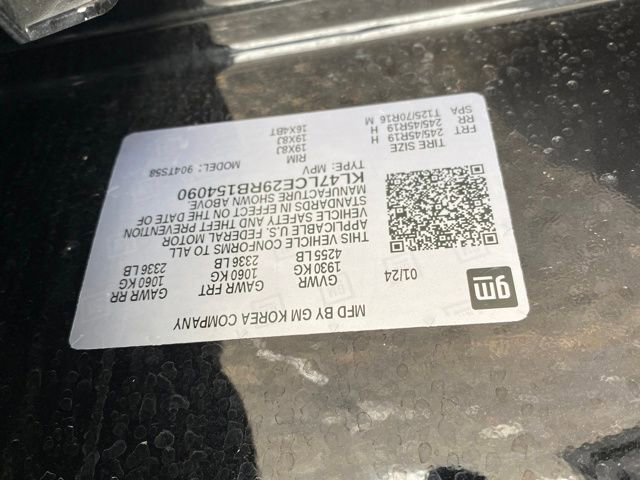 MFD BY GM KOREA COMPANY
gm
01/24
GVWR GAWR FRT GAWR RR
1930 KG 1060 KG 1060 KG
4255 LB 2336 LB 2336 LB
THIS VEHICLE CONFORMS TO ALL
APPLICABLE U.S. FEDERAL MOTOR
VEHICLE SAFETY AND THEFT PREVENTION
STANDARDS IN EFFECT ON THE DATE OF
MANUFACTURE SHOWN ABOVE.
KL47LCE29RB154090
TYPE: MPV MODEL: 904TS58
TIRE SIZE RIM
FRT 245/45R19 H 19X8J
RR 245/45R19 H 19X8J
SPA T125/70R16 M 16X4BT